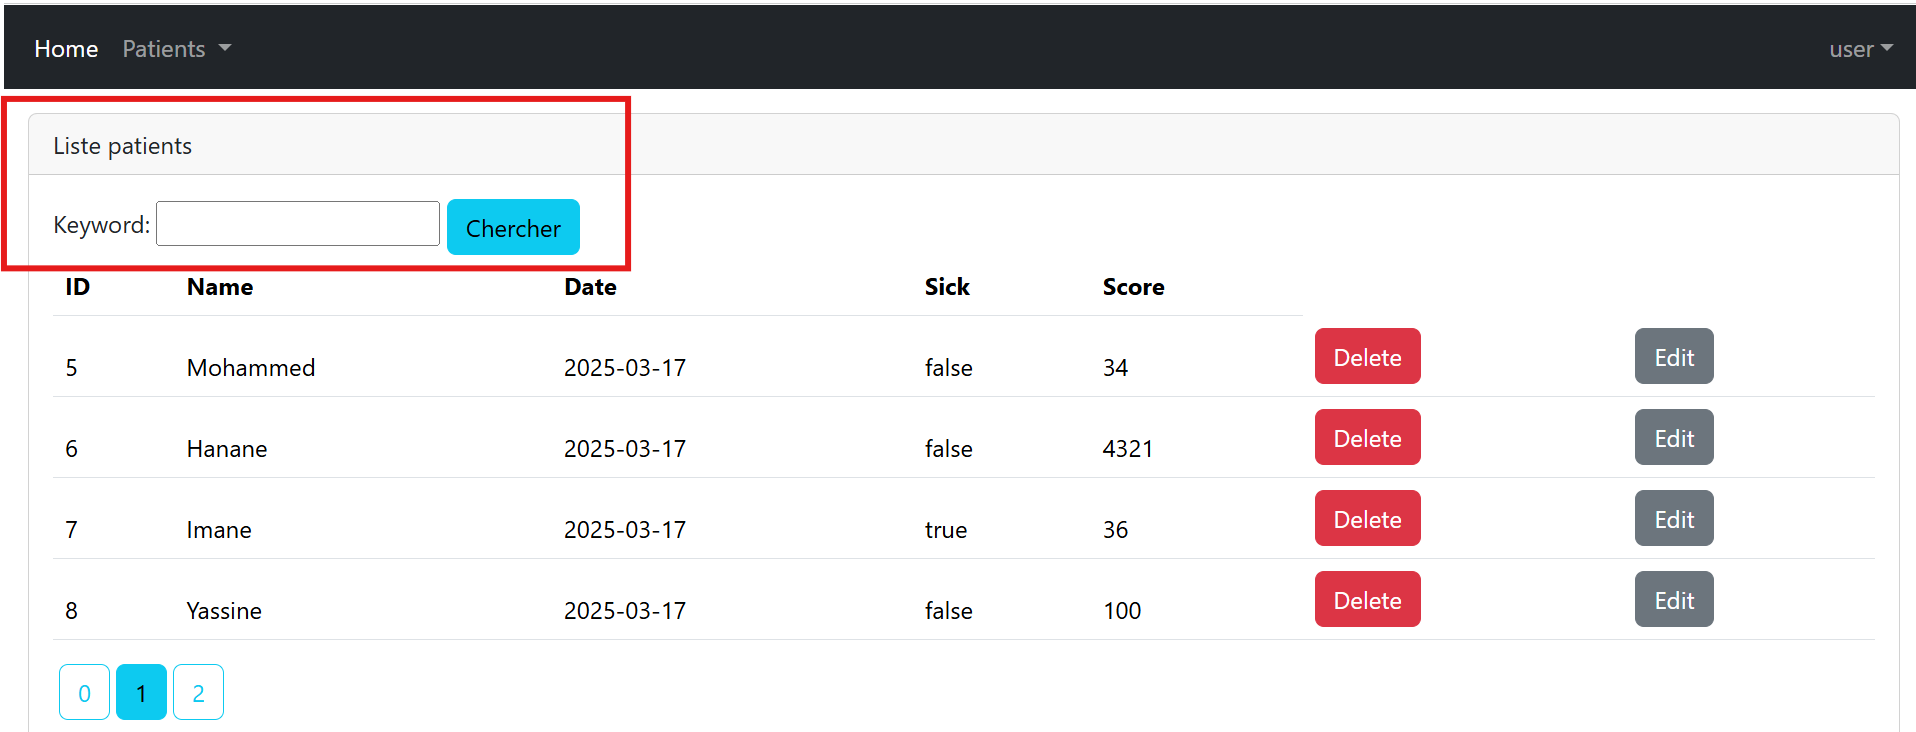 Home Patients user
Liste patients
Keyword: Chercher
ID Name Date Sick Score
5 Mohammed 2025-03-17 false 34 Delete Edit
6 Hanane 2025-03-17 false 4321 Delete Edit
7 Imane 2025-03-17 true 36 Delete Edit
8 Yassine 2025-03-17 false 100 Delete Edit
0 1 2